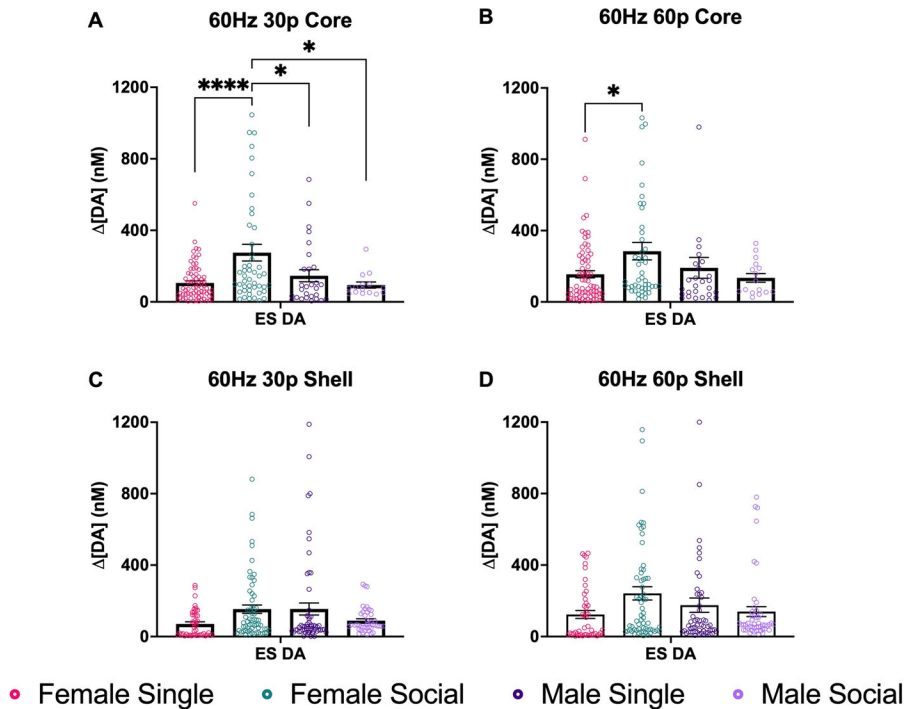 A 60Hz 30p Core
B 60Hz 60p Core
Δ[DA] (nM)
1200
800
400
0
****
*
*
ES DA
Δ[DA] (nM)
1200
800
400
0
*
ES DA
C 60Hz 30p Shell
D 60Hz 60p Shell
Δ[DA] (nM)
1200
800
400
0
ES DA
Δ[DA] (nM)
1200
800
400
0
ES DA
Female Single Female Social Male Single Male Social